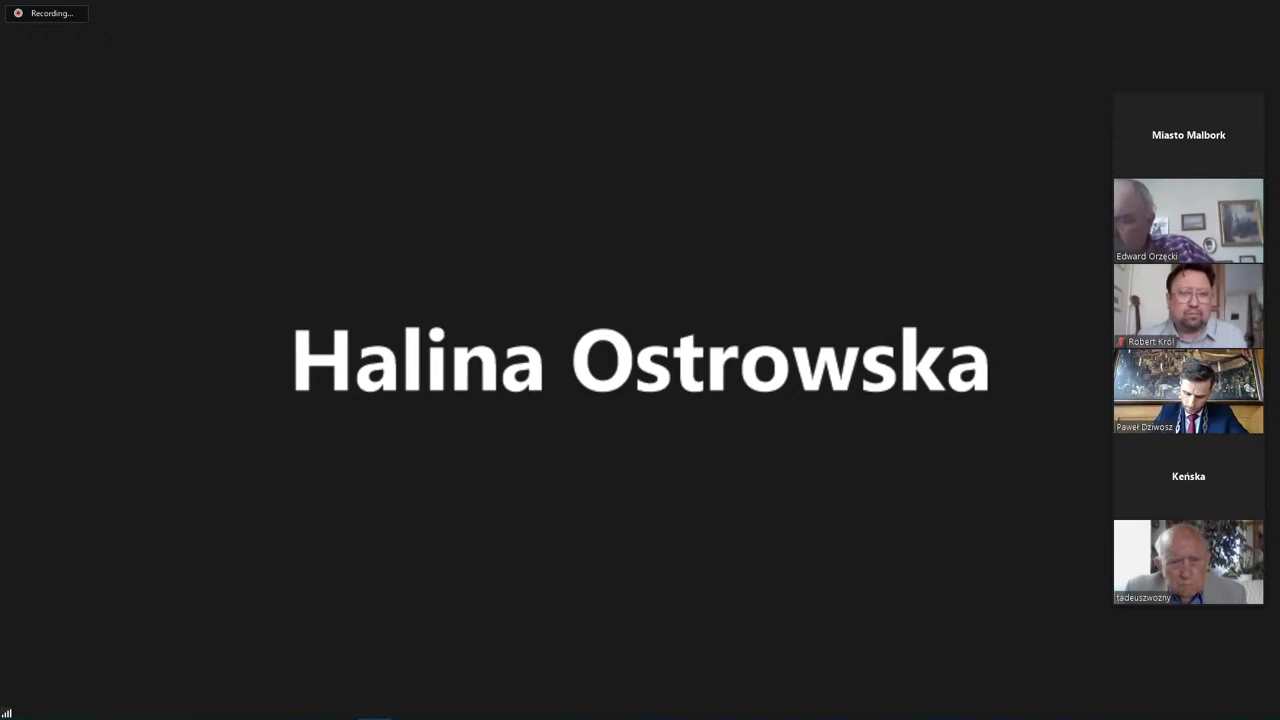 Recording...
Halina Ostrowska
Miasto Malbork
Edward Orzęcki
Robert Król
Paweł Dziwosz
Keńska
tadeuszwozny